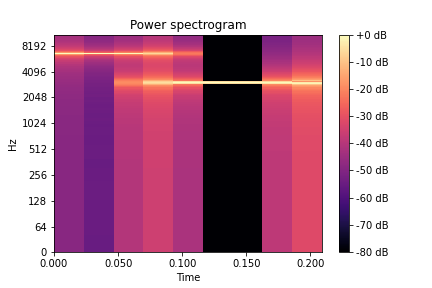 Power spectrogram
8192
4096
2048
1024
512
256
128
64
0
Hz
0.000 0.050 0.100 0.150 0.200
Time
+0 dB
-10 dB
-20 dB
-30 dB
-40 dB
-50 dB
-60 dB
-70 dB
-80 dB